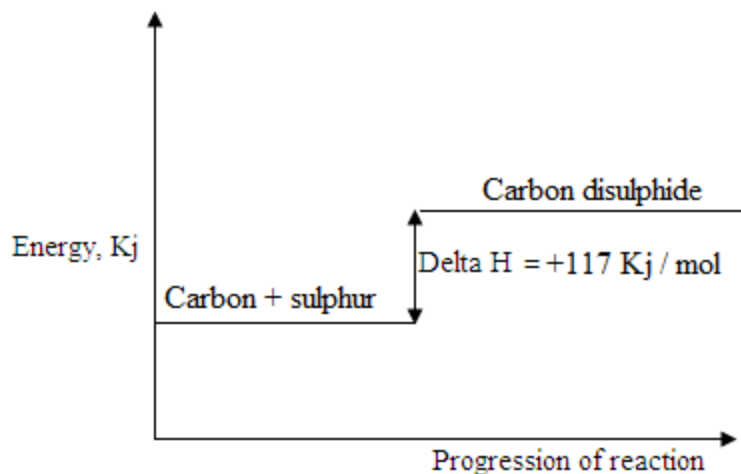 Carbon disulphide
Energy, Kj
Delta H = +117 Kj / mol
Carbon + sulphur
Progression of reaction